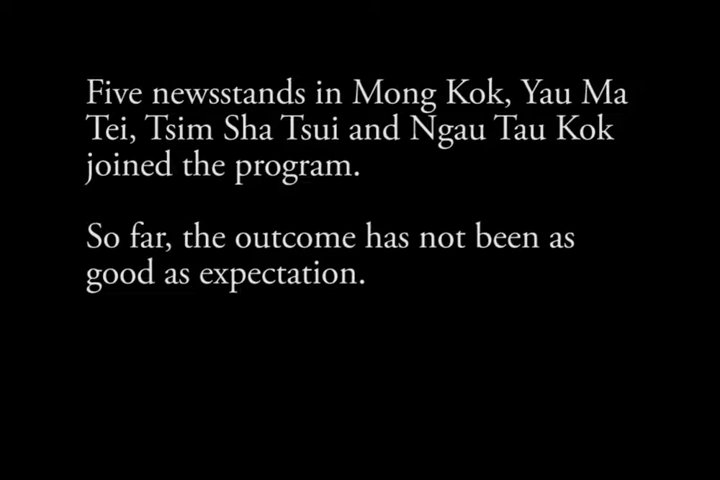 Five newsstands in Mong Kok, Yau Ma
Tei, Tsim Sha Tsui and Ngau Tau Kok
joined the program.
So far, the outcome has not been as
good as expectation.